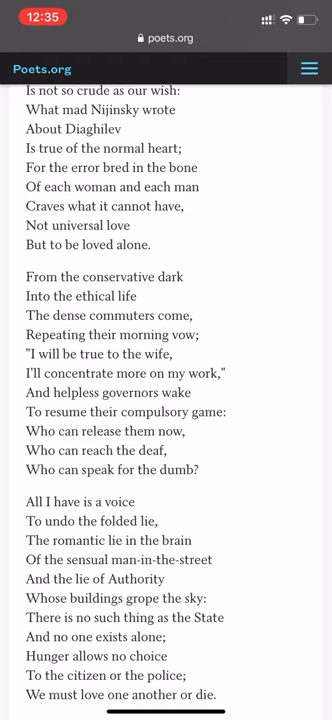 12:35
poets.org
Poets.org
Is not so crude as our wish:
What mad Nijinsky wrote
About Diaghilev
Is true of the normal heart;
For the error bred in the bone
Of each woman and each man
Craves what it cannot have,
Not universal love
But to be loved alone.
From the conservative dark
Into the ethical life
The dense commuters come,
Repeating their morning vow;
"I will be true to the wife,
I'll concentrate more on my work,"
And helpless governors wake
To resume their compulsory game:
Who can release them now,
Who can reach the deaf,
Who can speak for the dumb?
All I have is a voice
To undo the folded lie,
The romantic lie in the brain
Of the sensual man-in-the-street
And the lie of Authority
Whose buildings grope the sky:
There is no such thing as the State
And no one exists alone;
Hunger allows no choice
To the citizen or the police;
We must love one another or die.